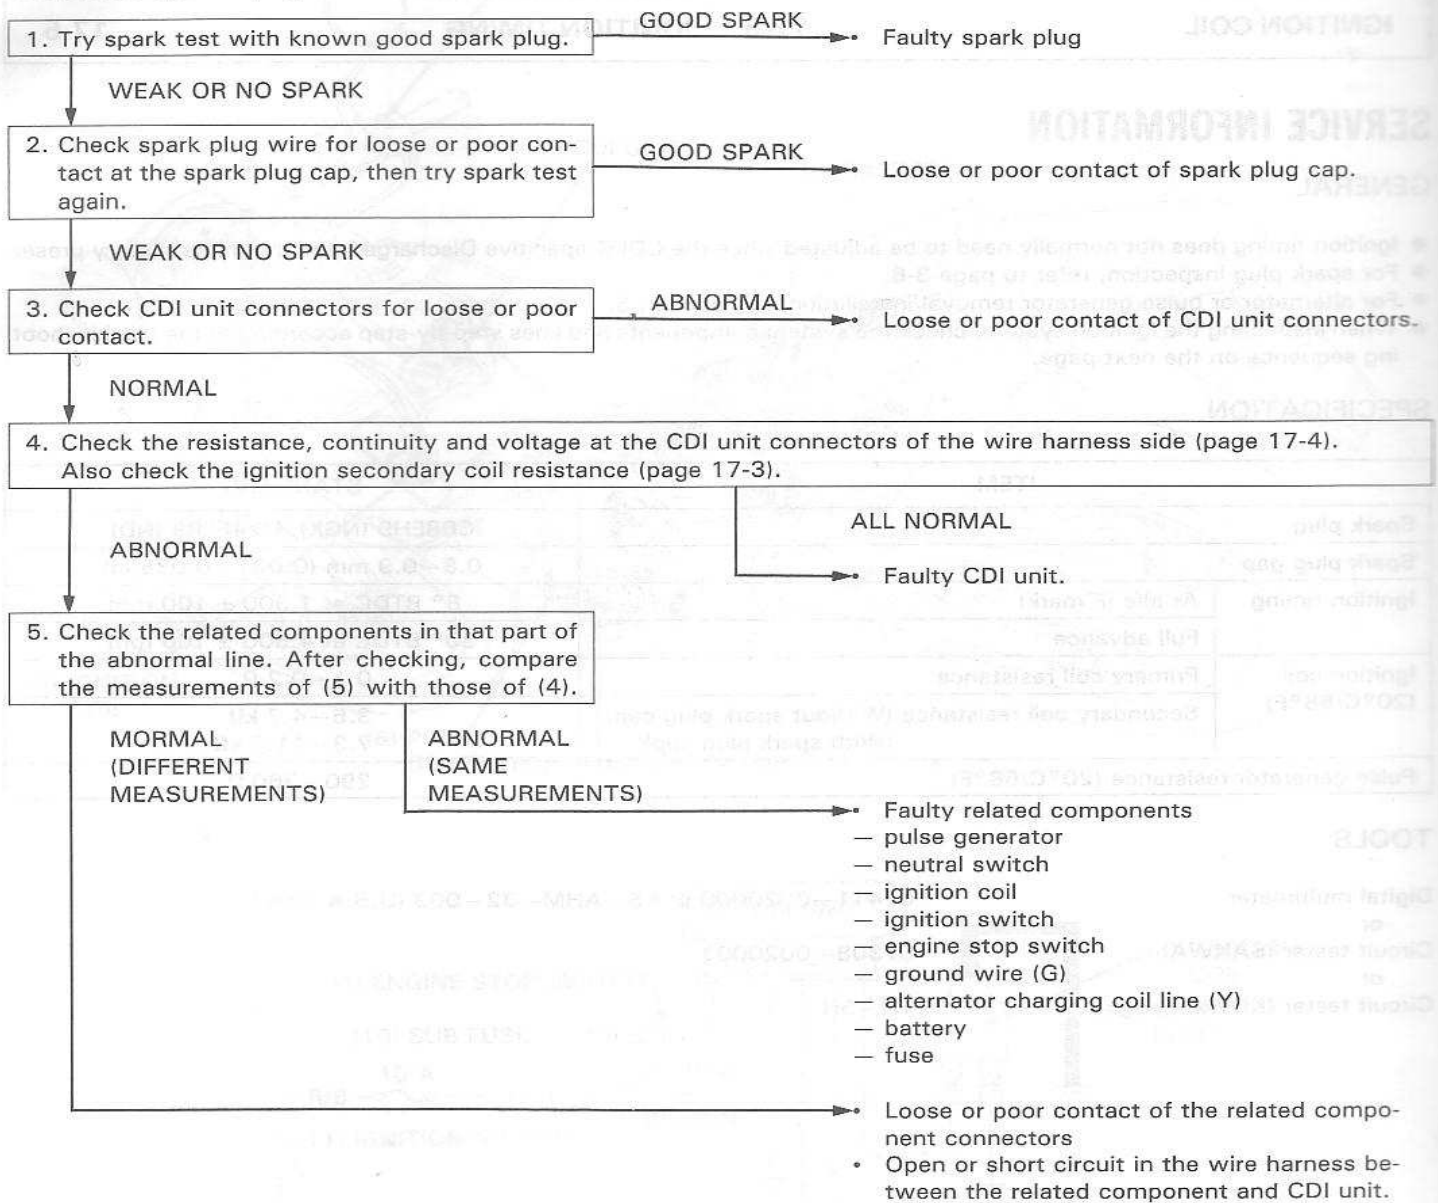 GOOD SPARK
1. Try spark test with known good spark plug.
• Faulty spark plug
WEAK OR NO SPARK
2. Check spark plug wire for loose or poor con-
tact at the spark plug cap, then try spark test
again.
GOOD SPARK
• Loose or poor contact of spark plug cap.
WEAK OR NO SPARK
3. Check CDI unit connectors for loose or poor
contact.
ABNORMAL
• Loose or poor contact of CDI unit connectors.
NORMAL
4. Check the resistance, continuity and voltage at the CDI unit connectors of the wire harness side (page 17-4).
Also check the ignition secondary coil resistance (page 17-3).
ALL NORMAL
ABNORMAL
• Faulty CDI unit.
5. Check the related components in that part of
the abnormal line. After checking, compare
the measurements of (5) with those of (4).
MORMAL
(DIFFERENT
MEASUREMENTS)
ABNORMAL
(SAME
MEASUREMENTS)
• Faulty related components
— pulse generator
— neutral switch
— ignition coil
— ignition switch
— engine stop switch
— ground wire (G)
— alternator charging coil line (Y)
— battery
— fuse
• Loose or poor contact of the related compo-
nent connectors
• Open or short circuit in the wire harness be-
tween the related component and CDI unit.